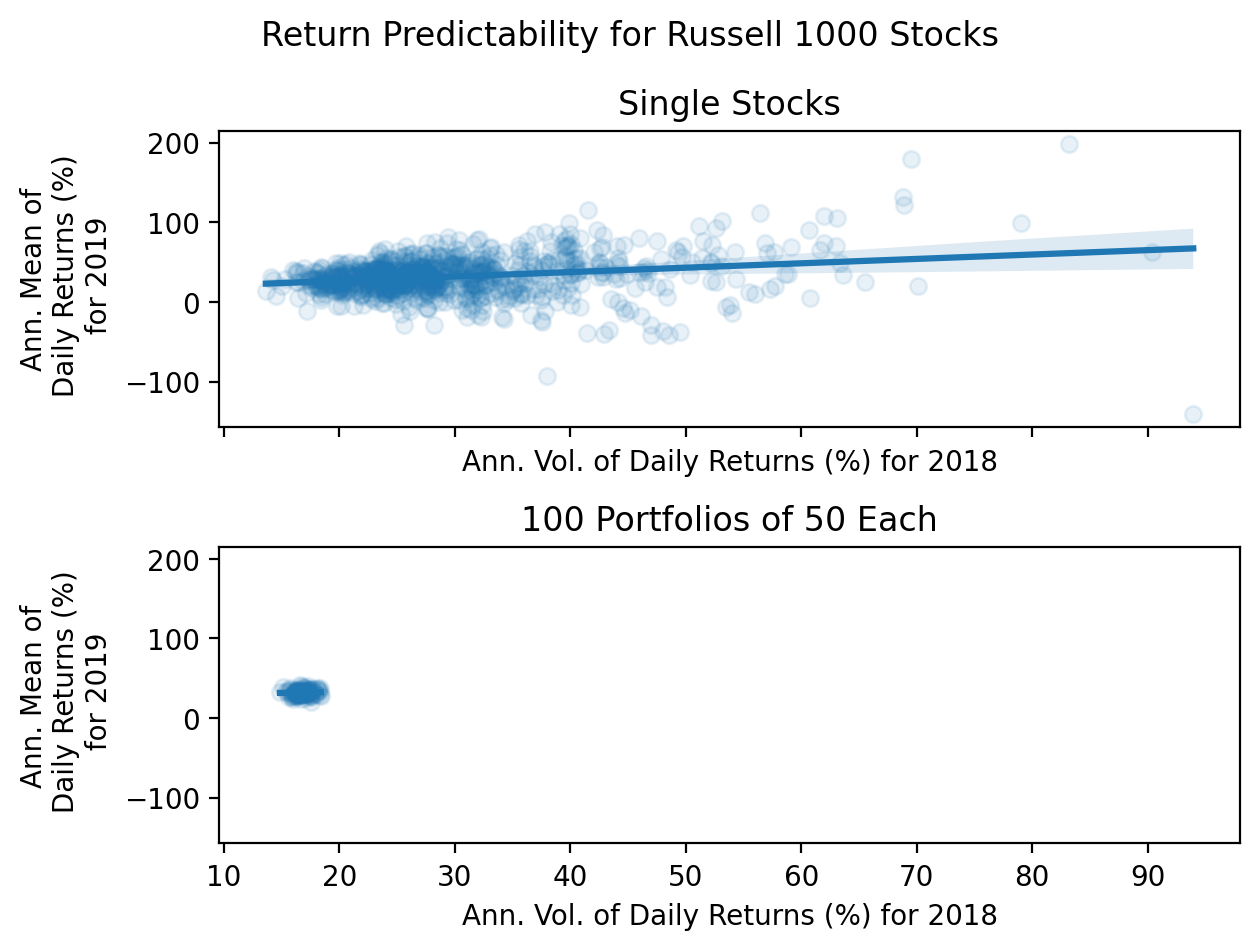 Return Predictability for Russell 1000 Stocks
Single Stocks
Ann. Mean of
Daily Returns (%)
for 2019
200
100
0
−100
Ann. Vol. of Daily Returns (%) for 2018
100 Portfolios of 50 Each
Ann. Mean of
Daily Returns (%)
for 2019
200
100
0
−100
10 20 30 40 50 60 70 80 90
Ann. Vol. of Daily Returns (%) for 2018